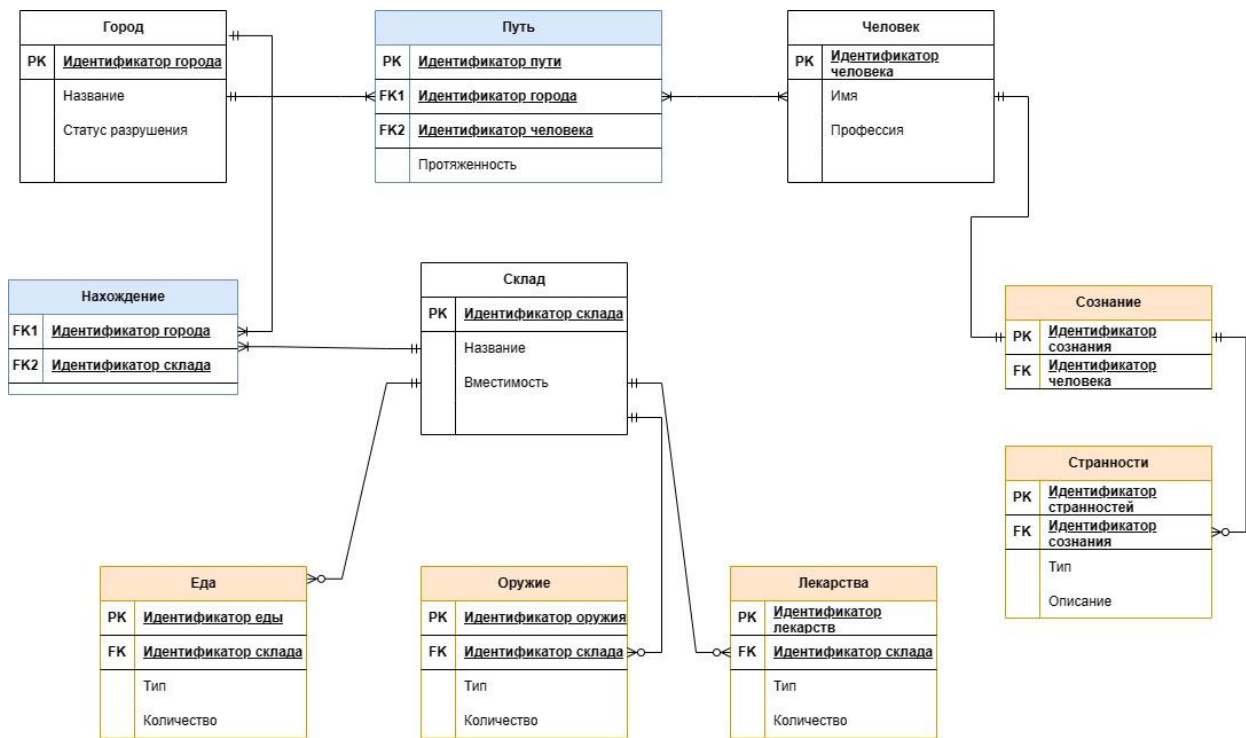 Город
PK Идентификатор города
Название
Статус разрушения
Путь
PK Идентификатор пути
FK1 Идентификатор города
FK2 Идентификатор человека
Протяженность
Человек
PK Идентификатор
человека
Имя
Профессия
Нахождение
FK1 Идентификатор города
FK2 Идентификатор склада
Склад
PK Идентификатор склада
Название
Вместимость
Сознание
PK Идентификатор
сознания
FK Идентификатор
человека
Странности
PK Идентификатор
странностей
FK Идентификатор
сознания
Тип
Описание
Еда
PK Идентификатор еды
FK Идентификатор склада
Тип
Количество
Оружие
PK Идентификатор оружия
FK Идентификатор склада
Тип
Количество
Лекарства
PK Идентификатор
лекарств
FK Идентификатор склада
Тип
Количество